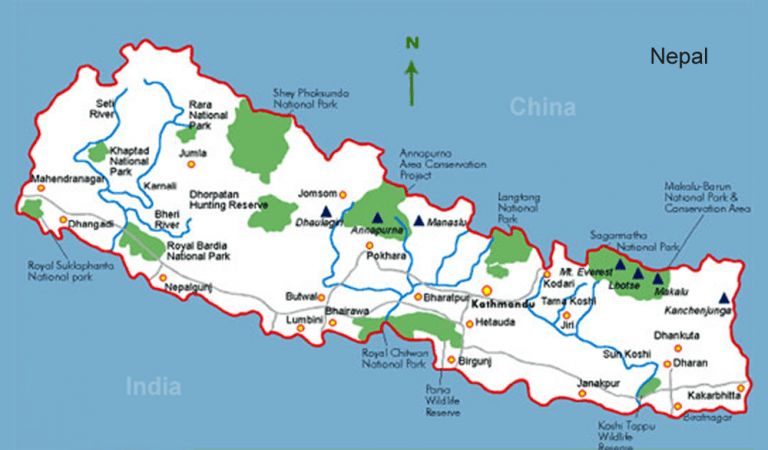 N
Nepal
China
India
Seti
River
Rara
National
Park
Shey Phoksunda
National Park
Khaptad
National
Park
Jumla
Mahendranagar
Karnali
Dhorpatan
Hunting Reserve
Jomsom
Annapurna
Area Conservation
Project
Dhangadi
Bheri
River
Dhaulagiri
Annapurna
Manaslu
Langtang
National
Park
Makalu-Barun
National Park &
Conservation Area
Sagarmatha
National Park
Royal Suklaphanta
National park
Royal Bardia
National Park
Pokhara
Mt. Everest
Lhotse
Makalu
Kanchenjunga
Kodari
Nepalgunj
Butwal
Bharatpur
Kathmandu
Tama Koshi
Jiri
Lumbini
Bhairawa
Hetauda
Dhankuta
Dharan
Royal Chitwan
National Park
Birgunj
Sun Koshi
Parsa
Wildlife
Reserve
Janakpur
Kakarbhitta
Biratnagar
Koshi Tappu
Wildlife
Reserve